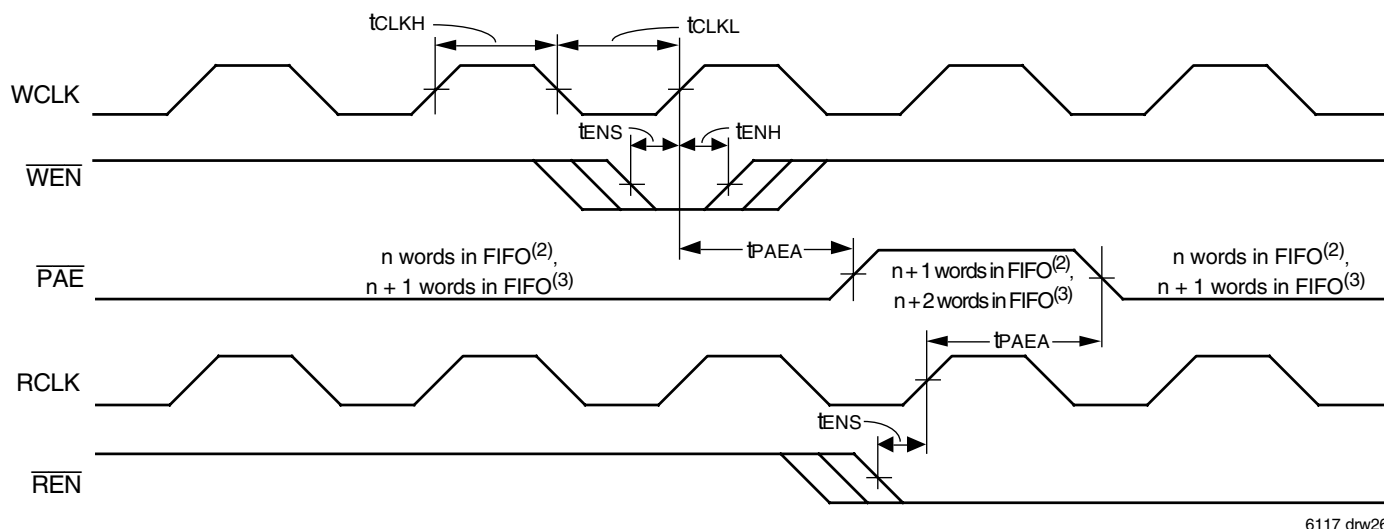 tCLKH
tCLKL
WCLK
tENS
tENH
WEN
tPAEA
PAE
n words in FIFO(2),
n + 1 words in FIFO(3)
n + 1 words in FIFO(2),
n + 2 words in FIFO(3)
n words in FIFO(2),
n + 1 words in FIFO(3)
tPAEA
RCLK
tENS
REN
6117 drw26